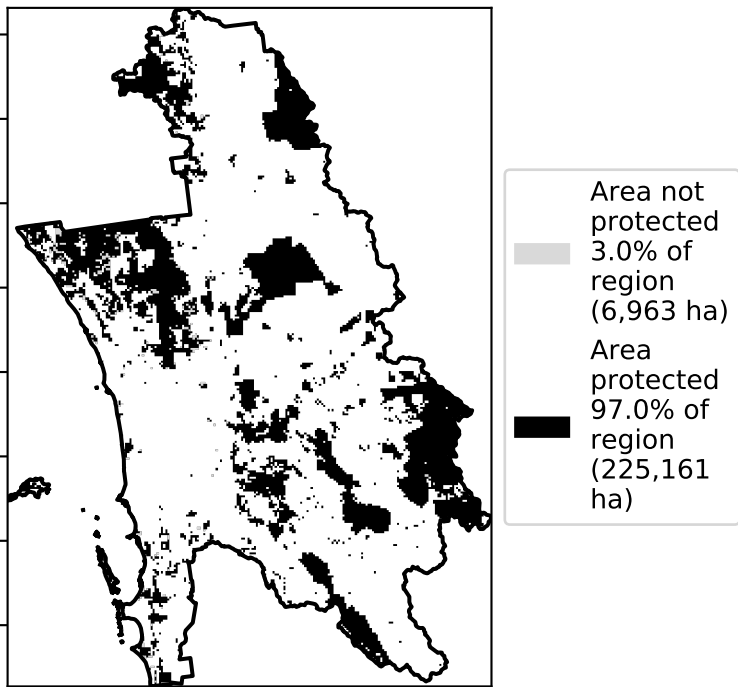 Area not
protected
3.0% of
region
(6,963 ha)
Area
protected
97.0% of
region
(225,161
ha)